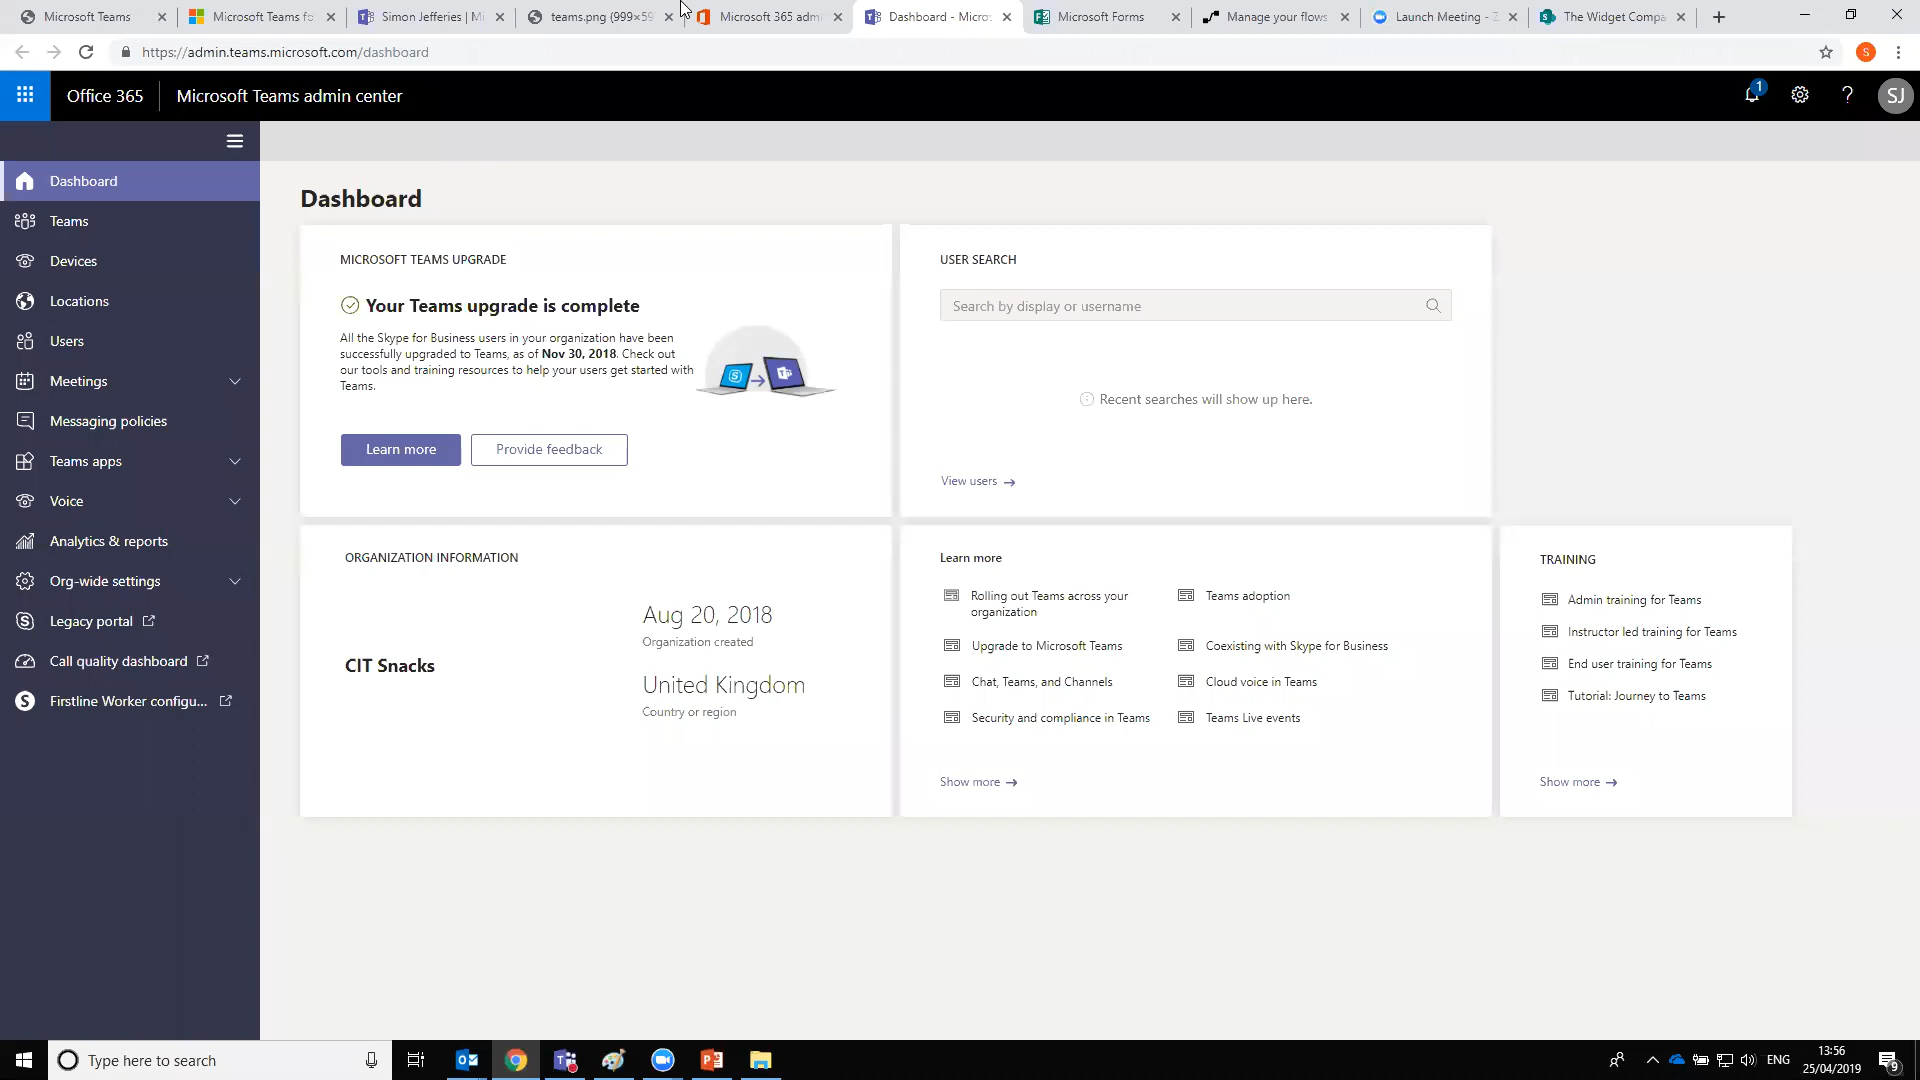 Microsoft Teams
Microsoft Teams fo
Simon Jefferies | Mi
teams.png (999×59
Microsoft 365 admi
Dashboard - Micros
Microsoft Forms
Manage your flows
Launch Meeting - Z
The Widget Compa
https://admin.teams.microsoft.com/dashboard
S
Office 365
Microsoft Teams admin center
1
?
SJ
Dashboard
Teams
Devices
Locations
Users
Meetings
Messaging policies
Teams apps
Voice
Analytics & reports
Org-wide settings
Legacy portal
Call quality dashboard
Firstline Worker configu...
Dashboard
MICROSOFT TEAMS UPGRADE
Your Teams upgrade is complete
All the Skype for Business users in your organization have been
successfully upgraded to Teams, as of Nov 30, 2018. Check out
our tools and training resources to help your users get started with
Teams.
Learn more
Provide feedback
USER SEARCH
Search by display or username
Recent searches will show up here.
View users
ORGANIZATION INFORMATION
CIT Snacks
Aug 20, 2018
Organization created
United Kingdom
Country or region
Learn more
Rolling out Teams across your
organization
Teams adoption
Upgrade to Microsoft Teams
Coexisting with Skype for Business
Chat, Teams, and Channels
Cloud voice in Teams
Security and compliance in Teams
Teams Live events
Show more
TRAINING
Admin training for Teams
Instructor led training for Teams
End user training for Teams
Tutorial: Journey to Teams
Show more
Type here to search
ENG
13:56
25/04/2019
9